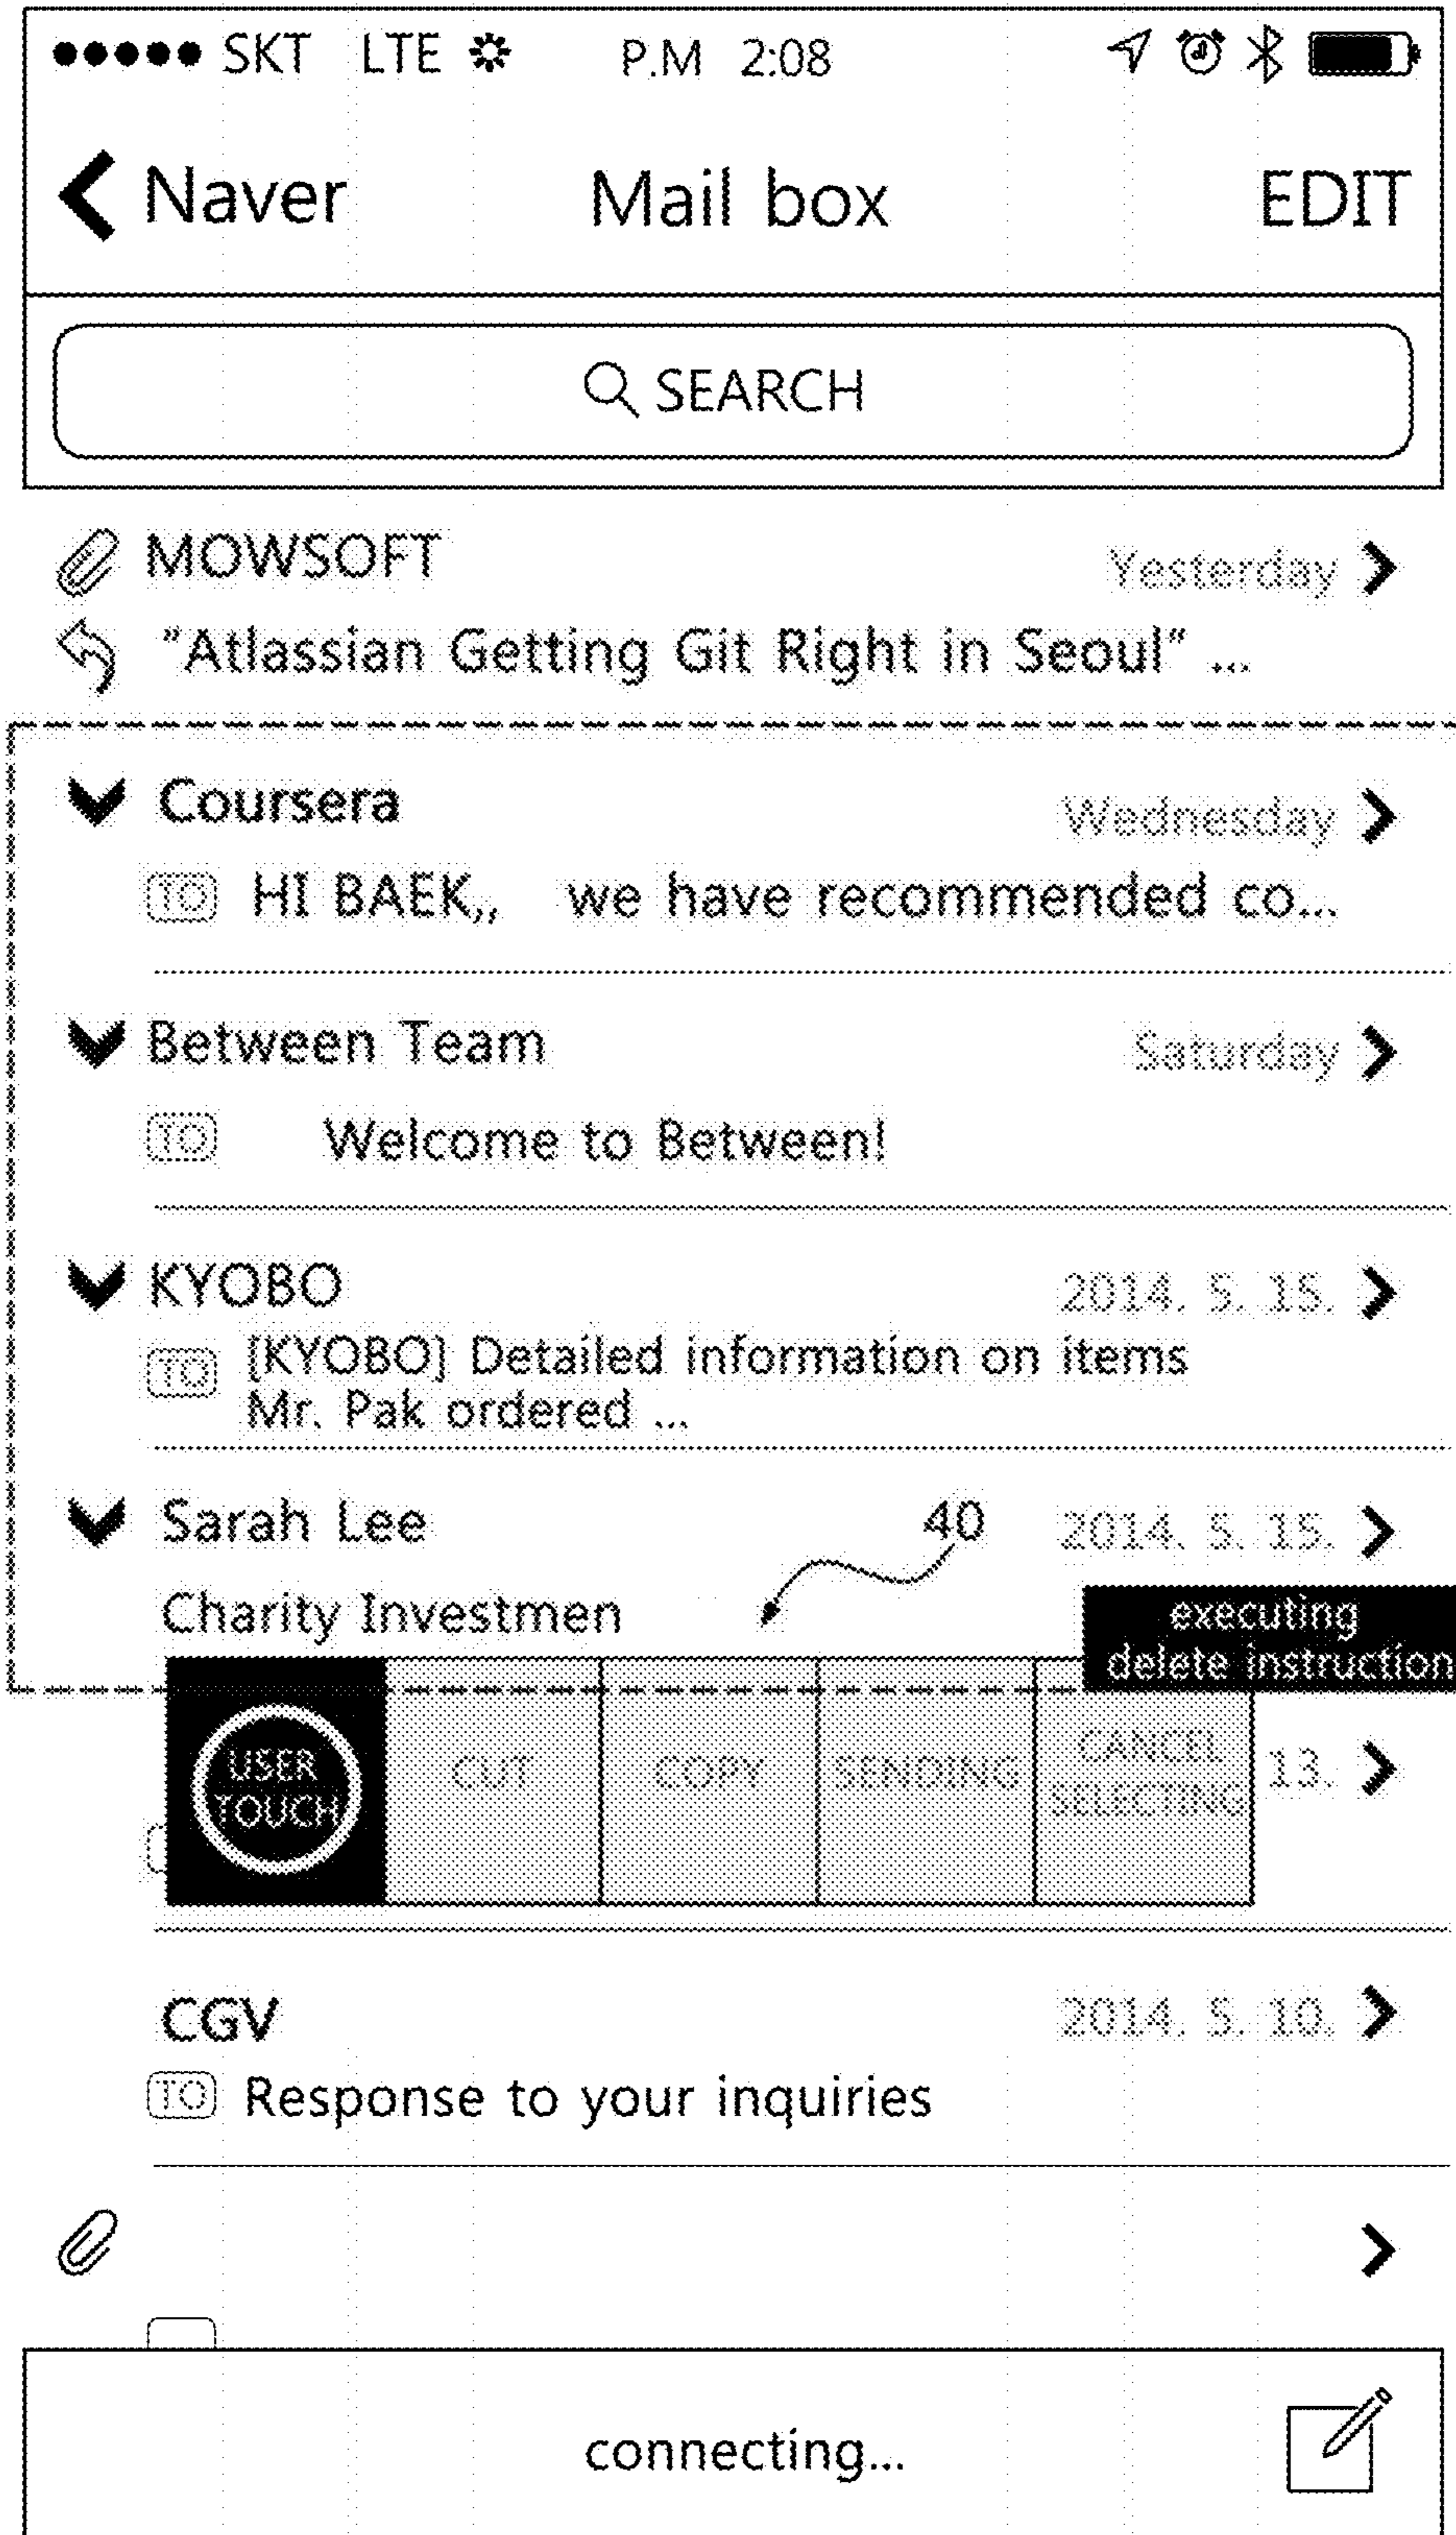 SKT LTE P.M 2:08
Naver Mail box EDIT
SEARCH
MOWSOFT Yesterday
"Atlassian Getting Git Right in Seoul" ...
Coursera Wednesday
TO HI BAEK,, we have recommended co...
Between Team Saturday
TO Welcome to Between!
KYOBO 2014. 5. 15.
TO [KYOBO] Detailed information on items
Mr. Pak ordered ...
Sarah Lee 40 2014. 5. 15.
Charity Investmen
executing
delete instruction
USER
TOUCH
CUT
COPY
SENDING
CANCEL
SELECTING
13.
CGV 2014. 5. 10.
TO Response to your inquiries
connecting...